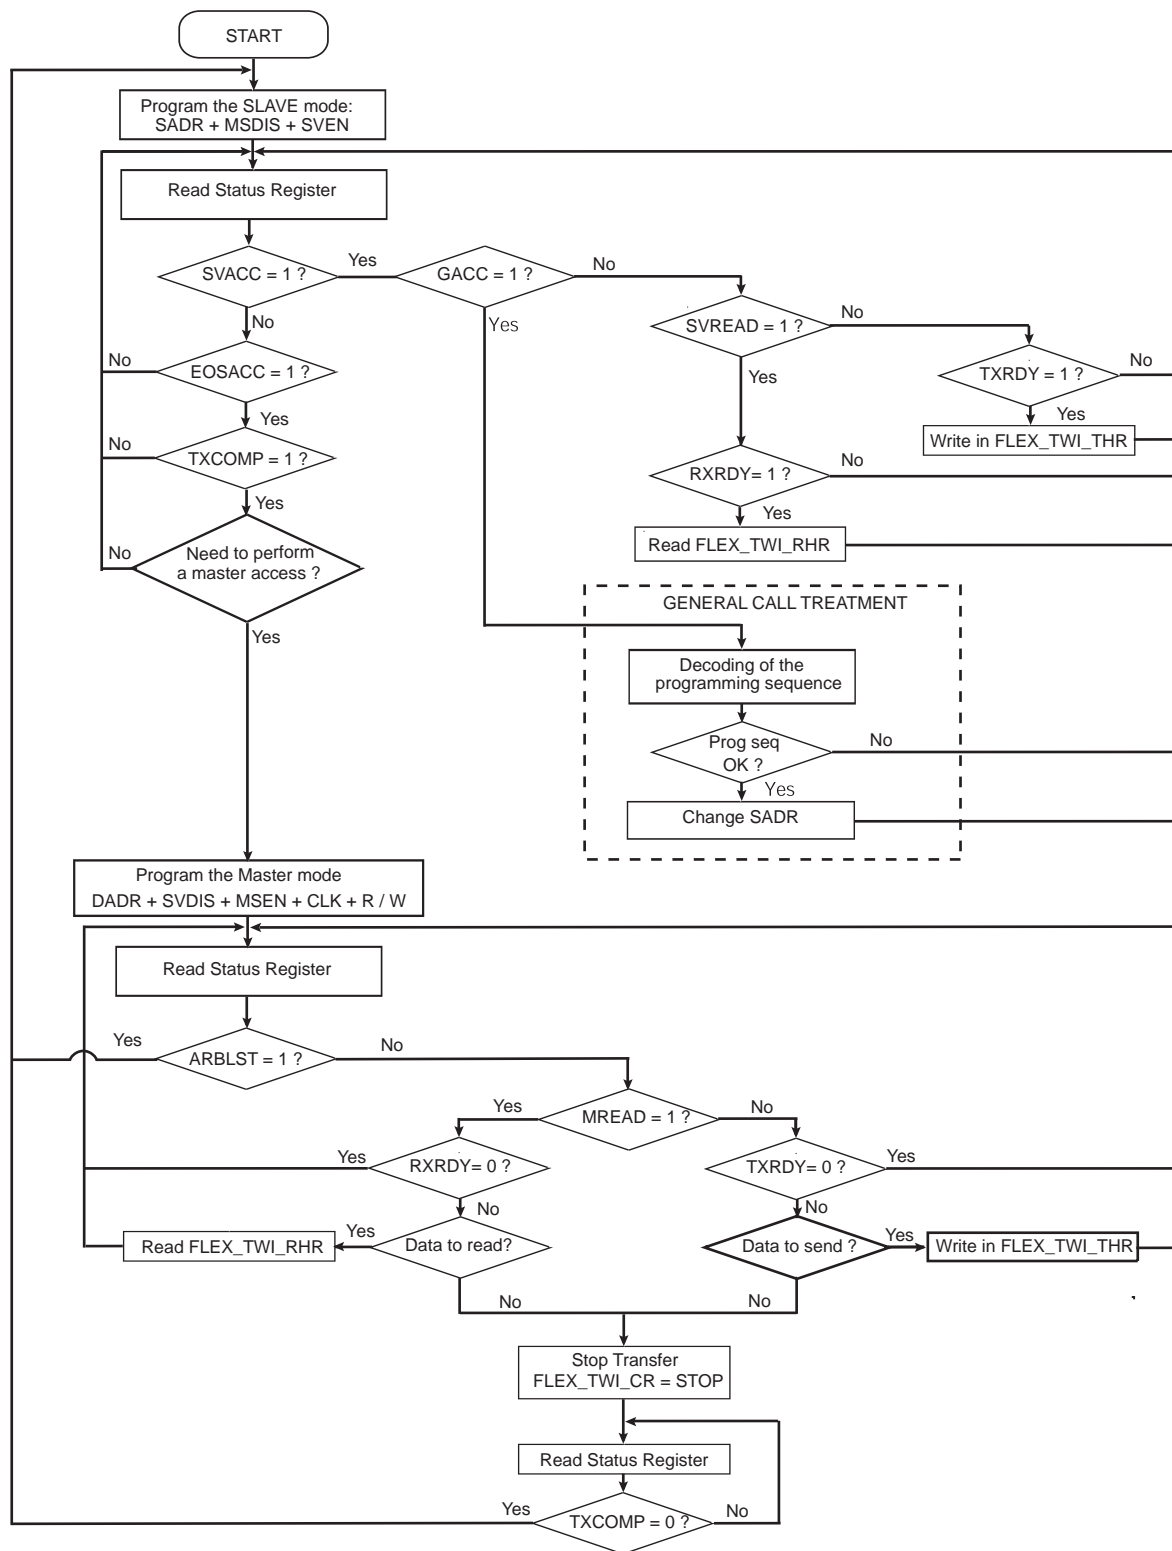 START
Program the SLAVE mode:
SADR + MSDIS + SVEN
Read Status Register
SVACC = 1 ?
Yes
GACC = 1 ?
No
No
Yes
SVREAD = 1 ?
No
EOSACC = 1 ?
No
Yes
Yes
TXRDY = 1 ?
No
Yes
Write in FLEX_TWI_THR
TXCOMP = 1 ?
No
Yes
RXRDY= 1 ?
No
Yes
Read FLEX_TWI_RHR
Need to perform
a master access ?
No
Yes
GENERAL CALL TREATMENT
Decoding of the
programming sequence
Prog seq
OK ?
No
Yes
Change SADR
Program the Master mode
DADR + SVDIS + MSEN + CLK + R / W
Read Status Register
Yes
ARBLST = 1 ?
No
Yes
MREAD = 1 ?
No
Yes
RXRDY= 0 ?
TXRDY= 0 ?
Yes
No
No
Read FLEX_TWI_RHR
Yes
Data to read?
Data to send ?
Yes
Write in FLEX_TWI_THR
No
No
Stop Transfer
FLEX_TWI_CR = STOP
Read Status Register
Yes
TXCOMP = 0 ?
No